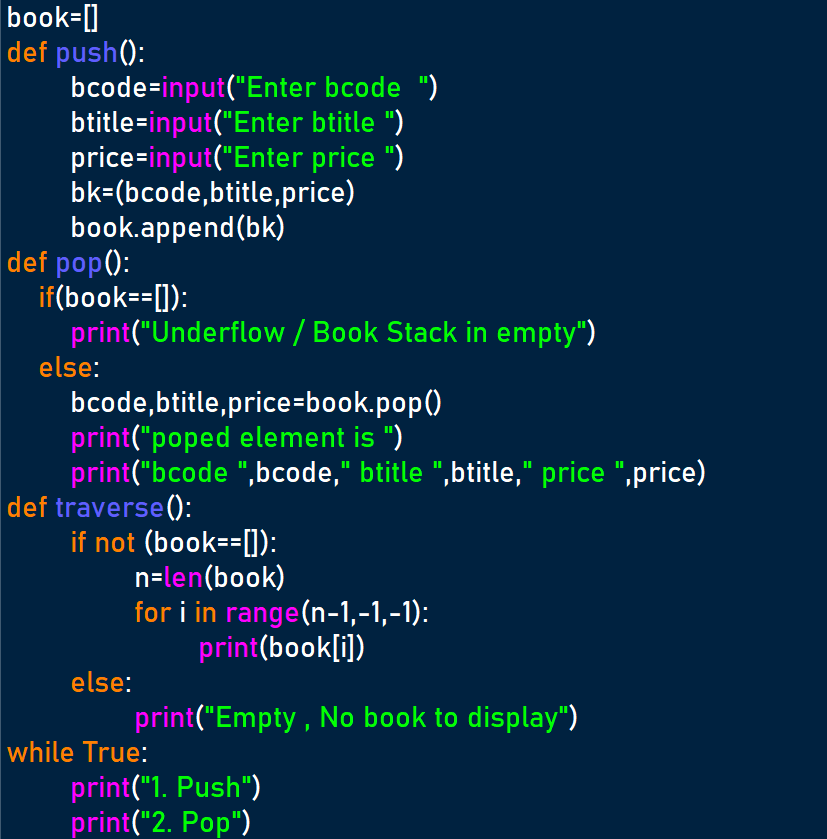 book=[]
def push():
bcode=input("Enter bcode  ")
btitle=input("Enter btitle ")
price=input("Enter price ")
bk=(bcode,btitle,price)
book.append(bk)
def pop():
if(book==[]):
print("Underflow / Book Stack in empty")
else:
bcode,btitle,price=book.pop()
print("poped element is ")
print("bcode ",bcode," btitle ",btitle," price ",price)
def traverse():
if not (book==[]):
n=len(book)
for i in range(n-1,-1,-1):
print(book[i])
else:
print("Empty , No book to display")
while True:
print("1. Push")
print("2. Pop")